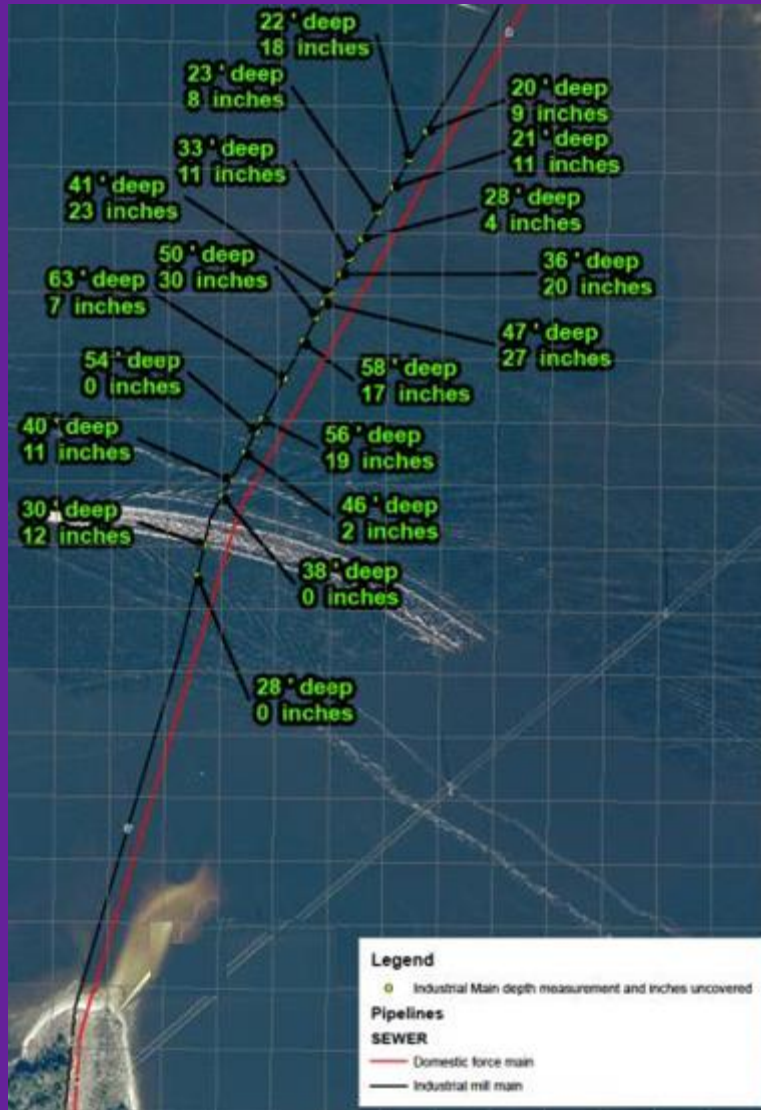 22 ' deep
18 inches
23 ' deep
8 inches
20 ' deep
9 inches
33 ' deep
11 inches
21 ' deep
11 inches
41 ' deep
23 inches
28 ' deep
4 inches
50 ' deep
30 inches
36 ' deep
20 inches
63 ' deep
7 inches
47 ' deep
27 inches
54 ' deep
0 inches
58 ' deep
17 inches
40 ' deep
11 inches
56 ' deep
19 inches
30 ' deep
12 inches
46 ' deep
2 inches
38 ' deep
0 inches
28 ' deep
0 inches
Legend
Industrial Main depth measurement and inches uncovered
Pipelines
SEWER
Domestic force main
Industrial mill main